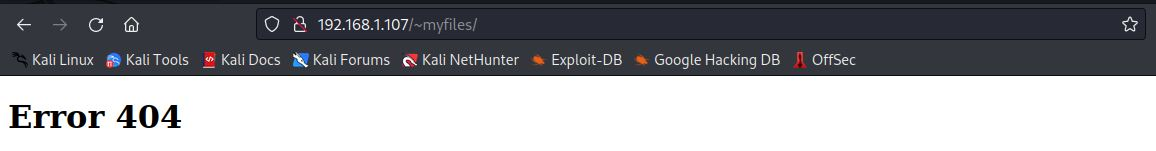 192.168.1.107/~myfiles/
Kali Linux Kali Tools Kali Docs Kali Forums Kali NetHunter Exploit-DB Google Hacking DB OffSec
Error 404